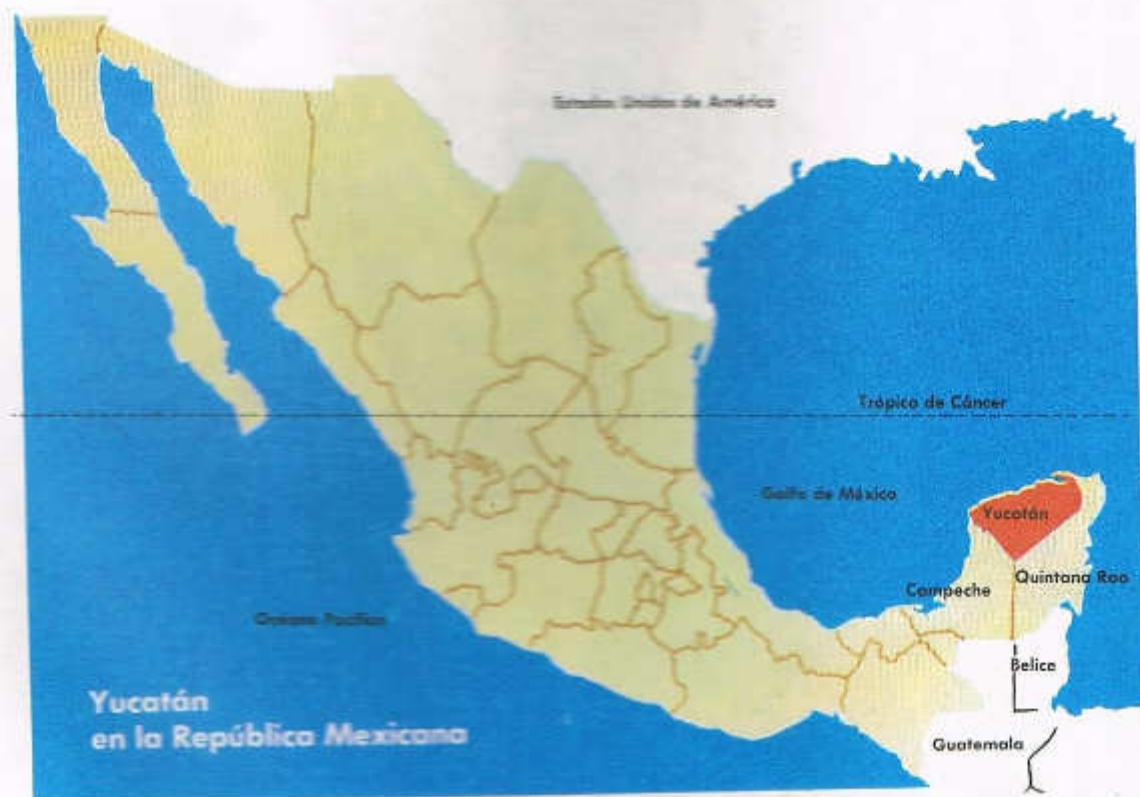 Estados Unidos de América
Trópico de Cáncer
Golfo de México
Yucatán
Quintana Roo
Campeche
Océano Pacífico
Belice
Yucatán
en la República Mexicana
Guatemala